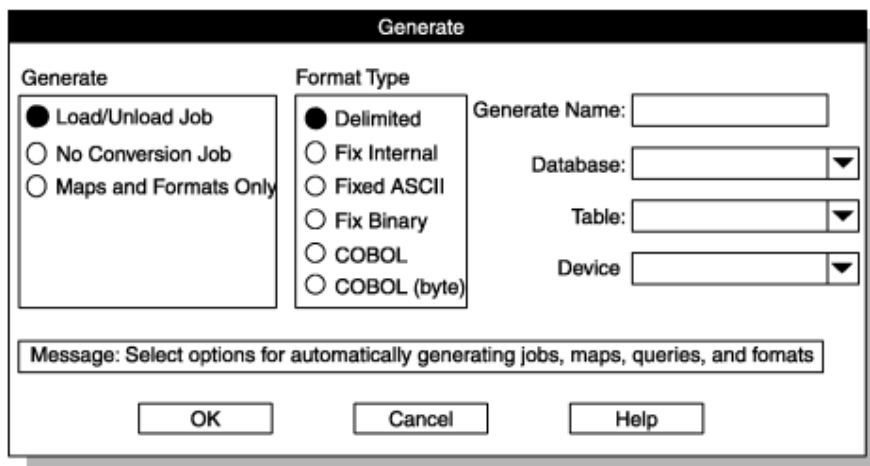 Generate
Generate
Load/Unload Job
No Conversion Job
Maps and Formats Only
Format Type
Delimited
Fix Internal
Fixed ASCII
Fix Binary
COBOL
COBOL (byte)
Generate Name:
Database:
Table:
Device
Message: Select options for automatically generating jobs, maps, queries, and fomats
OK
Cancel
Help